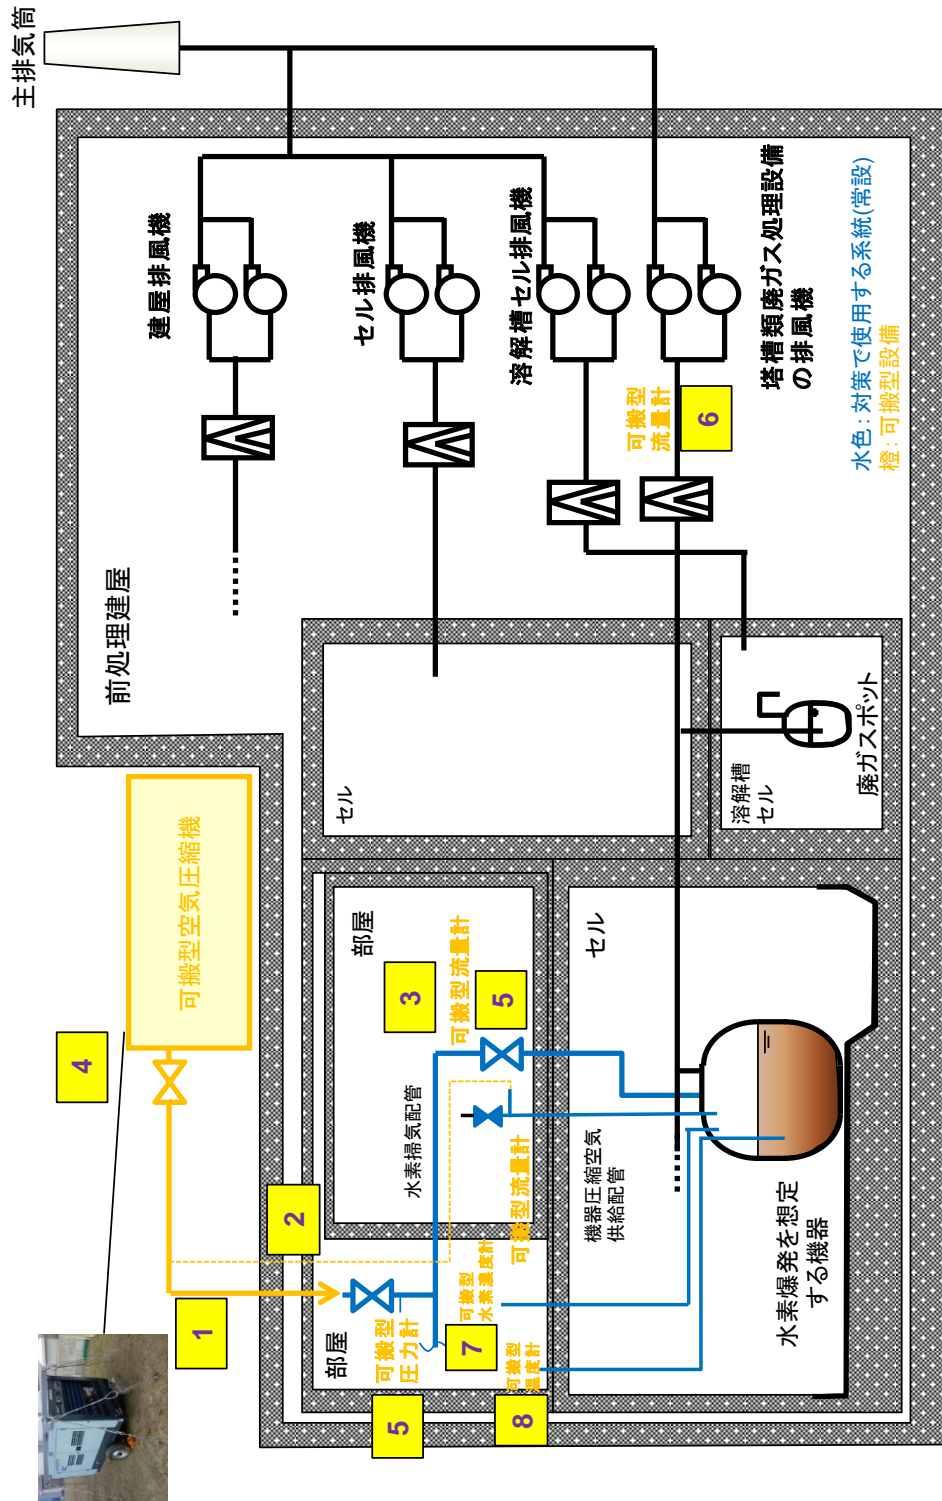 主排気筒
建屋排風機
セル排風機
溶解槽セル排風機
塔槽類廃ガス処理設備
の排風機
水色：対策で使用する系統(常設)
橙：可搬型設備
可搬型
流量計
6
前処理建屋
セル
溶解槽
セル
廃ガスポット
可搬型空気圧縮機
4
部屋
3
可搬型流量計
5
水素掃気配管
可搬型流量計
セル
機器圧縮空気
供給配管
水素爆発を想定
する機器
2
1
部屋
可搬型
圧力計
5
可搬型
水素濃度計
7
可搬型
温度計
8